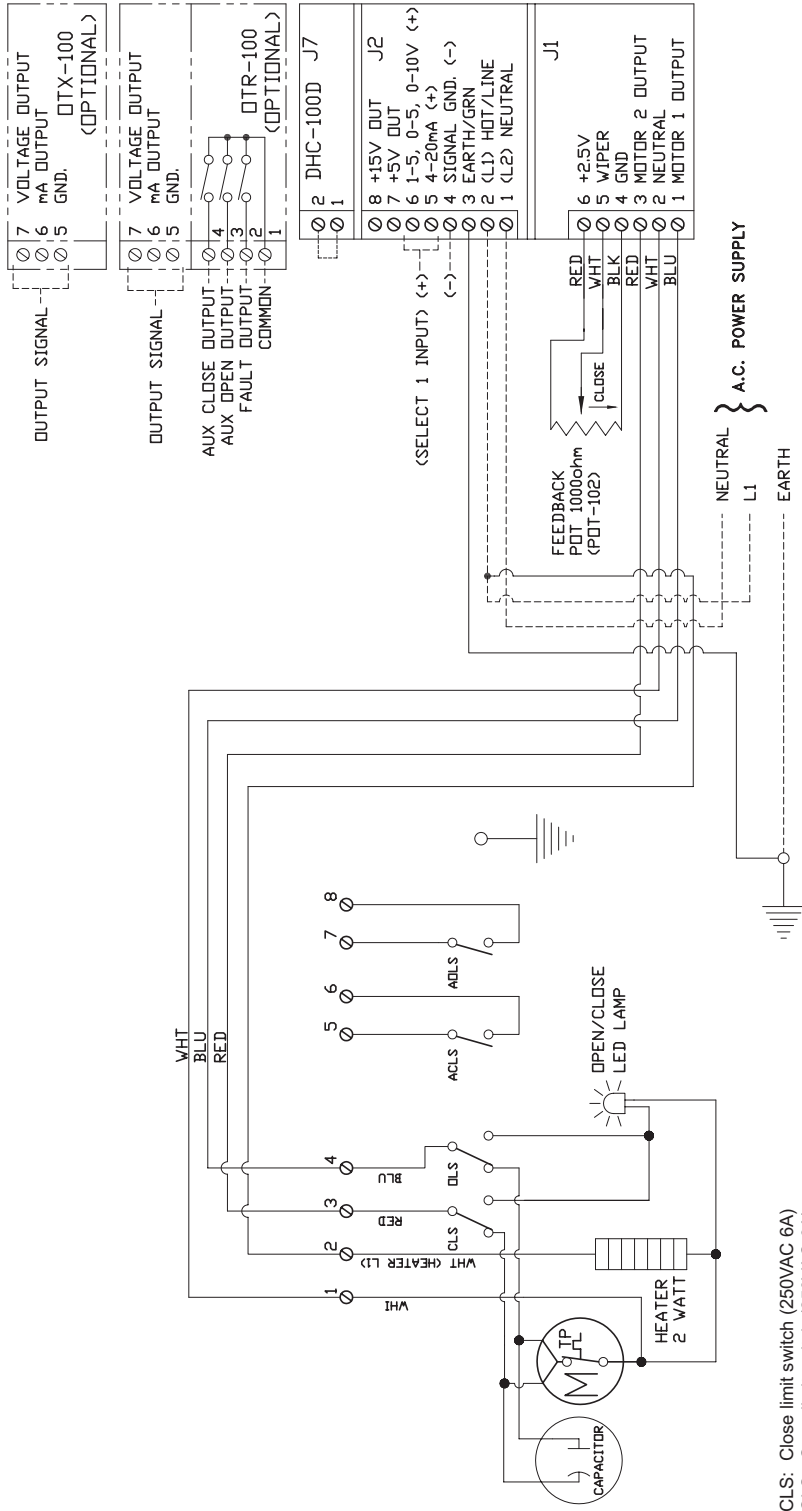 OUTPUT SIGNAL
7 VOLTAGE OUTPUT
6 mA OUTPUT
5 GND.
OTX-100
(OPTIONAL)
OUTPUT SIGNAL
7 VOLTAGE OUTPUT
6 mA OUTPUT
5 GND.
AUX CLOSE OUTPUT
4
AUX OPEN OUTPUT
3
FAULT OUTPUT
2
COMMON
1
OTR-100
(OPTIONAL)
2
1
DHC-100D J7
J2
8 +15V OUT
7 +5V OUT
6 1-5, 0-5, 0-10V (+)
5 4-20mA (+)
4 SIGNAL GND. (-)
3 EARTH/GRN
2 (L1) HOT/LINE
1 (L2) NEUTRAL
(SELECT 1 INPUT) (+)
(-)
J1
6 +2.5V
5 WIPER
4 GND
3 MOTOR 2 OUTPUT
2 NEUTRAL
1 MOTOR 1 OUTPUT
RED
WHT
BLK
RED
WHT
BLU
CLOSE
FEEDBACK
POT 1000ohm
(POT-102)
NEUTRAL
L1
A.C. POWER SUPPLY
EARTH
WHT
BLU
RED
1
2
3
4
5
6
7
8
WHI
WHT (HEATER L1)
RED
BLU
CLS
OLS
ACLS
AOLS
CAPACITOR
M
TP
HEATER
2 WATT
OPEN/CLOSE
LED LAMP
CLS: Close limit switch (250VAC 6A)